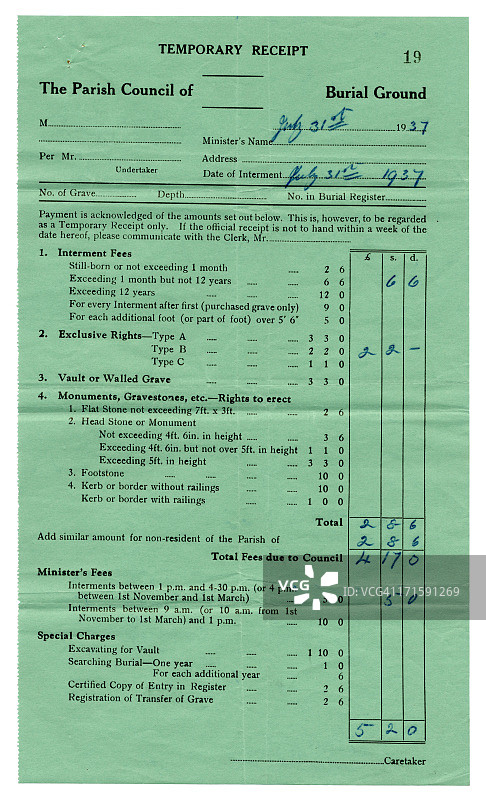 TEMPORARY RECEIPT
19
The Parish Council of Burial Ground
M
July 31st 1937
Minister's Name
Per Mr. Address
Undertaker Date of Interment July 31st 1937
No. of Grave Depth No. in Burial Register
Payment is acknowledged of the amounts set out below. This is, however, to be regarded
as a Temporary Receipt only. If the official receipt is not to hand within a week of the
date hereof, please communicate with the Clerk, Mr.
£ s. d.
1. Interment Fees
Still-born or not exceeding 1 month 2 6
Exceeding 1 month but not 12 years 6 6 6 6
Exceeding 12 years 12 0
For every Interment after first (purchased grave only) 9 0
For each additional foot (or part of foot) over 5' 6" 5 0
2. Exclusive Rights—Type A 3 3 0
Type B 2 2 0 2 2 —
Type C 1 1 0
3. Vault or Walled Grave 3 3 0
4. Monuments, Gravestones, etc.—Rights to erect
1. Flat Stone not exceeding 7ft. x 3ft. 2 6
2. Head Stone or Monument
Not exceeding 4ft. 6in. in height 3 6
Exceeding 4ft. 6in. but not over 5ft. in height 1 1 0
Exceeding 5ft. in height 3 3 0
3. Footstone 10 0
4. Kerb or border without railings 10 0
Kerb or border with railings 1 0 0
Total 2 8 6
Add similar amount for non-resident of the Parish of 2 8 6
Total Fees due to Council 4 17 0
Minister's Fees
Interments between 1 p.m. and 4-30 p.m. (or 4 p.m.
between 1st November and 1st March) 5 0 5 0
Interments between 9 a.m. (or 10 a.m. from 1st
November to 1st March) and 1 p.m. 10 0
Special Charges
Excavating for Vault 1 10 0
Searching Burial—One year 1 0
For each additional year 6
Certified Copy of Entry in Register 2 6
Registration of Transfer of Grave 2 6
5 2 0
Caretaker
VCG
VCG.COM
ID:VCG41171591269